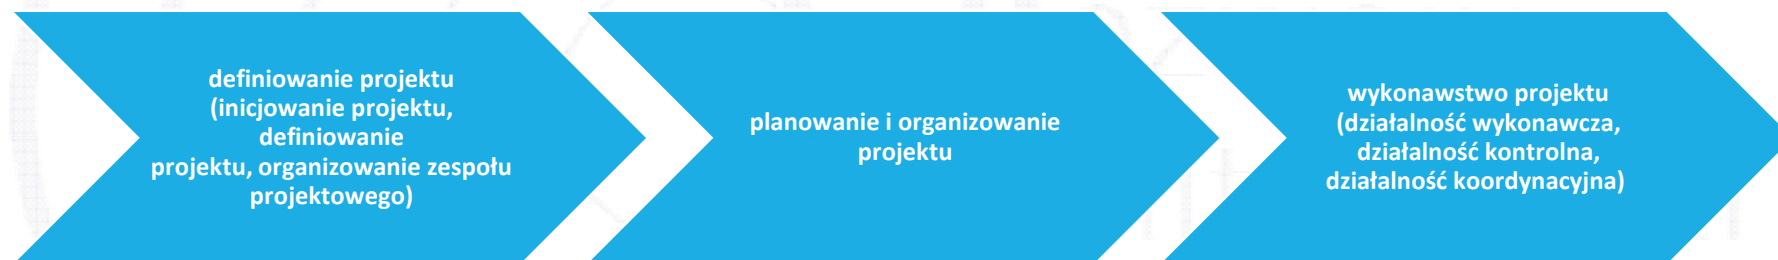 definiowanie projektu
(inicjowanie projektu,
definiowanie
projektu, organizowanie zespołu
projektowego)
planowanie i organizowanie
projektu
wykonawstwo projektu
(działalność wykonawcza,
działalność kontrolna,
działalność koordynacyjna)